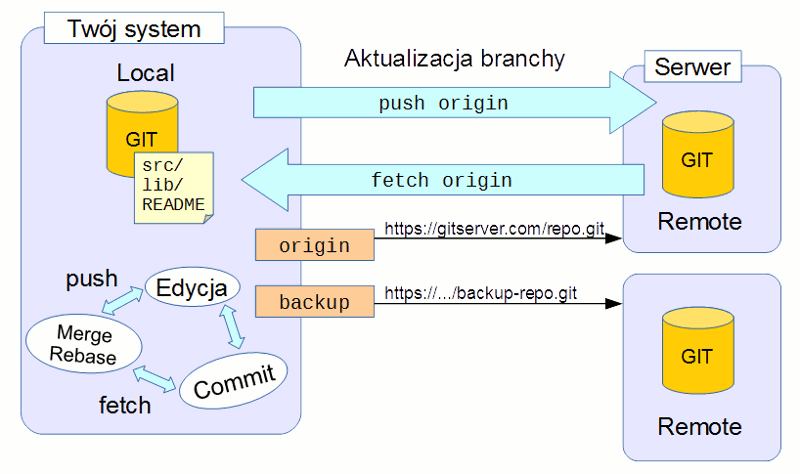 Twój system
Local
GIT
src/
lib/
README
Aktualizacja branchy
push origin
fetch origin
Serwer
GIT
Remote
origin
https://gitserver.com/repo.git
backup
https://.../backup-repo.git
GIT
Remote
push
Edycja
Merge
Rebase
Commit
fetch